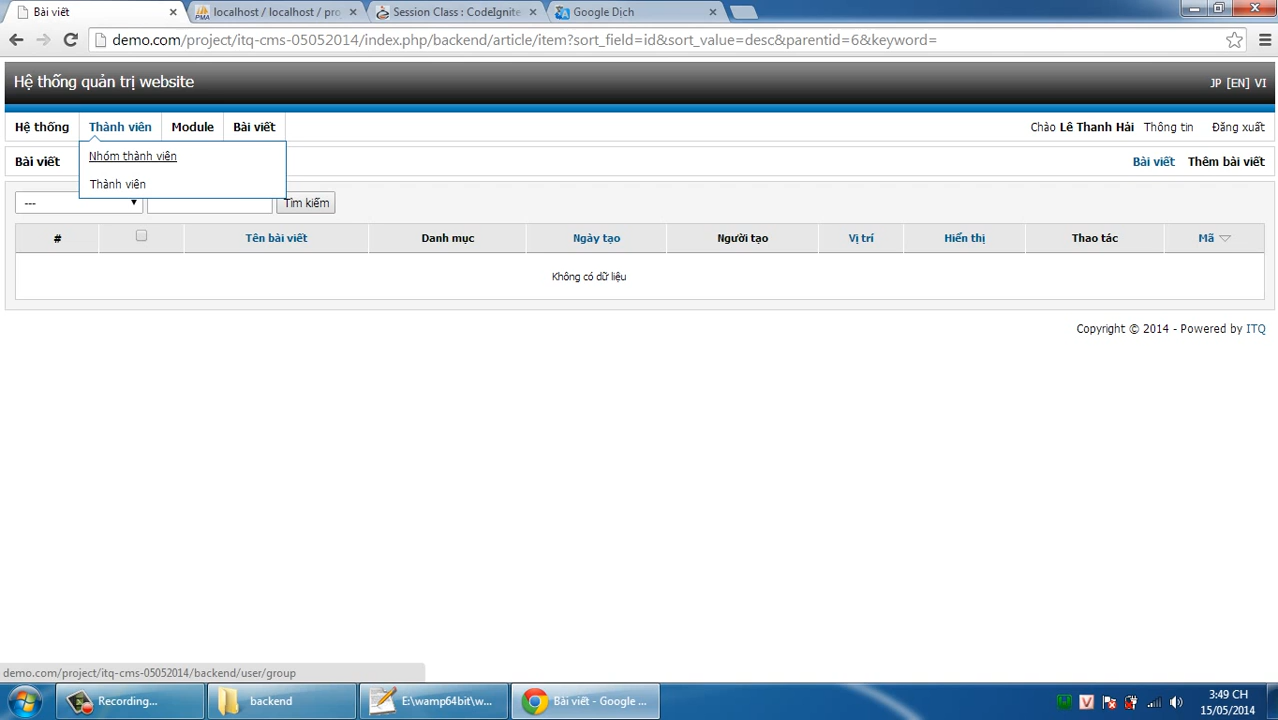 Bài viết
localhost / localhost / pro
Session Class : CodeIgnite
Google Dịch
demo.com/project/itq-cms-05052014/index.php/backend/article/item?sort_field=id&sort_value=desc&parentid=6&keyword=
Hệ thống quản trị website
JP [EN] VI
Hệ thống Thành viên Module Bài viết
Chào Lê Thanh Hải Thông tin Đăng xuất
Nhóm thành viên
Thành viên
Bài viết
Bài viết Thêm bài viết
--- Tìm kiếm
# Tên bài viết Danh mục Ngày tạo Người tạo Vị trí Hiển thị Thao tác Mã
Không có dữ liệu
Copyright © 2014 - Powered by ITQ
demo.com/project/itq-cms-05052014/backend/user/group
Recording...
backend
E:\wamp64bit\w...
Bài viết - Google ...
3:49 CH
15/05/2014